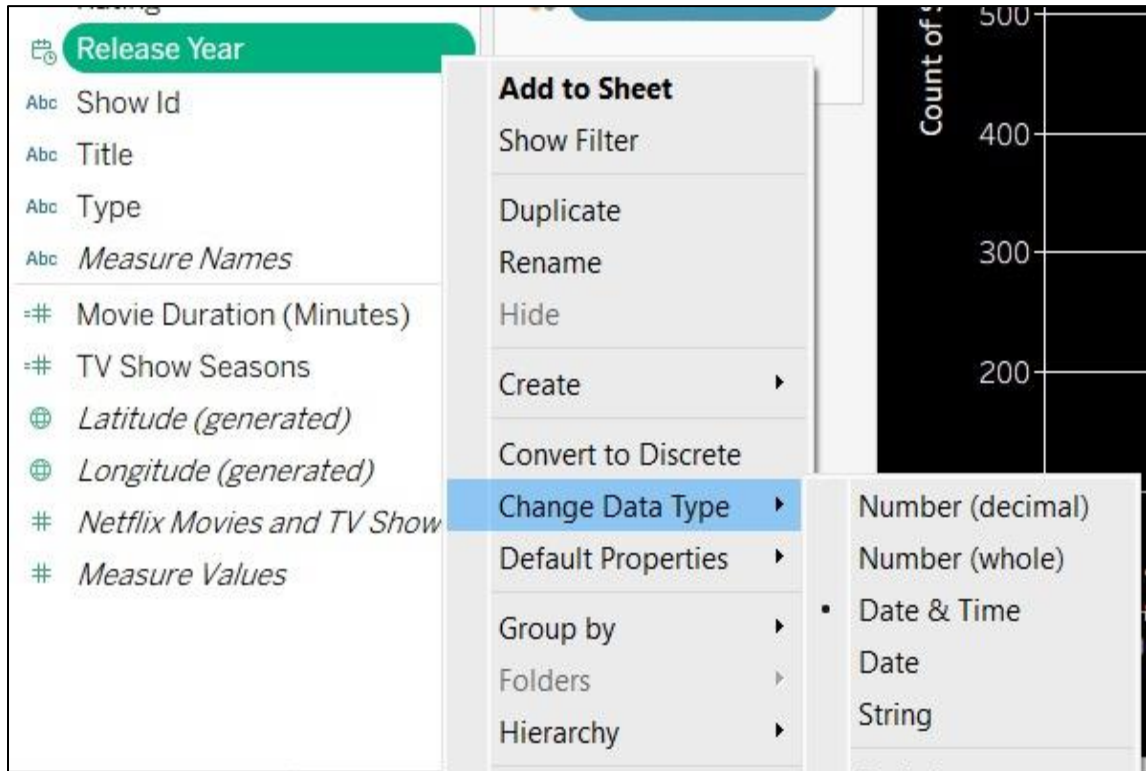 Release Year
Abc Show Id
Abc Title
Abc Type
Abc Measure Names
=# Movie Duration (Minutes)
=# TV Show Seasons
Latitude (generated)
Longitude (generated)
# Netflix Movies and TV Show
# Measure Values
Add to Sheet
Show Filter
Duplicate
Rename
Hide
Create
Convert to Discrete
Change Data Type
Default Properties
Group by
Folders
Hierarchy
Number (decimal)
Number (whole)
• Date & Time
Date
String
Count of
500
400
300
200